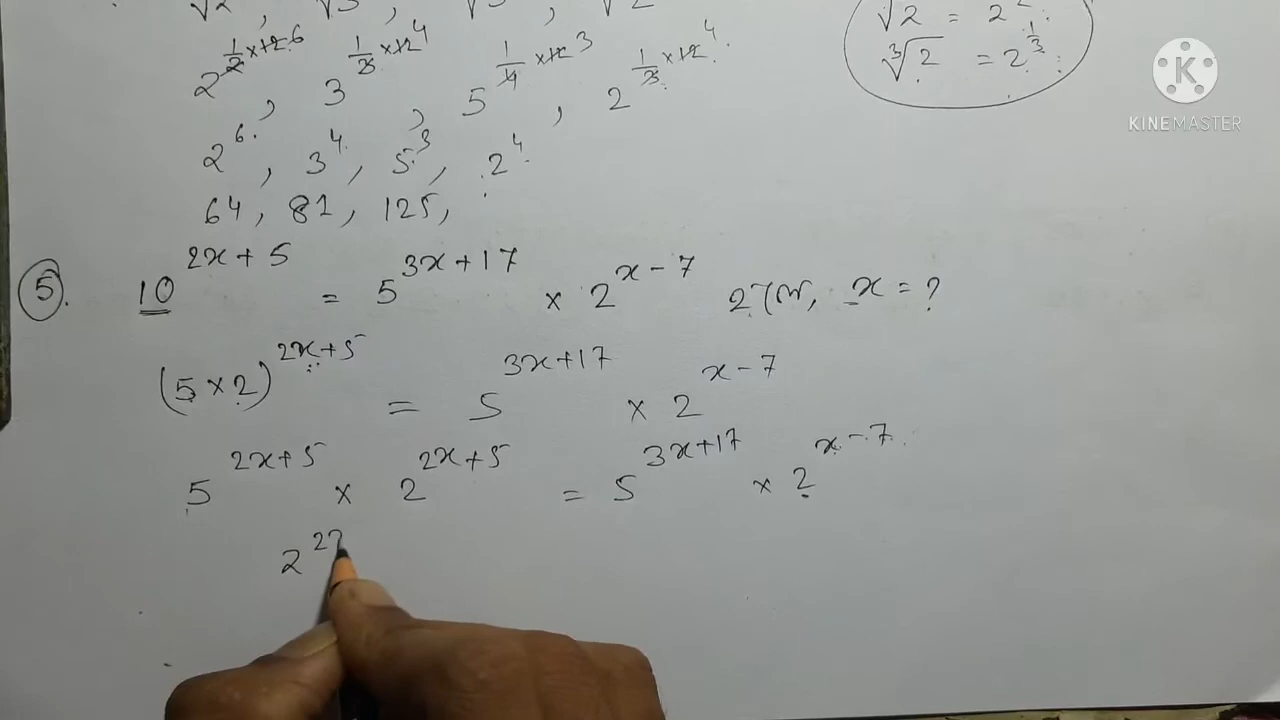 √2, √3, √5, √2
2^{1/2×12 6}, 3^{1/3×12 4}, 5^{1/4×12 3}, 2^{1/3×12 4}
2^6, 3^4, 5^3, 2^4
64, 81, 125,
√2 = 2^{1/2}
∛2 = 2^{1/3}
KINEMASTER
5. 10^{2x+5} = 5^{3x+17} × 2^{x-7} x = ?
(5×2)^{2x+5} = 5^{3x+17} × 2^{x-7}
5^{2x+5} × 2^{2x+5} = 5^{3x+17} × 2^{x-7}